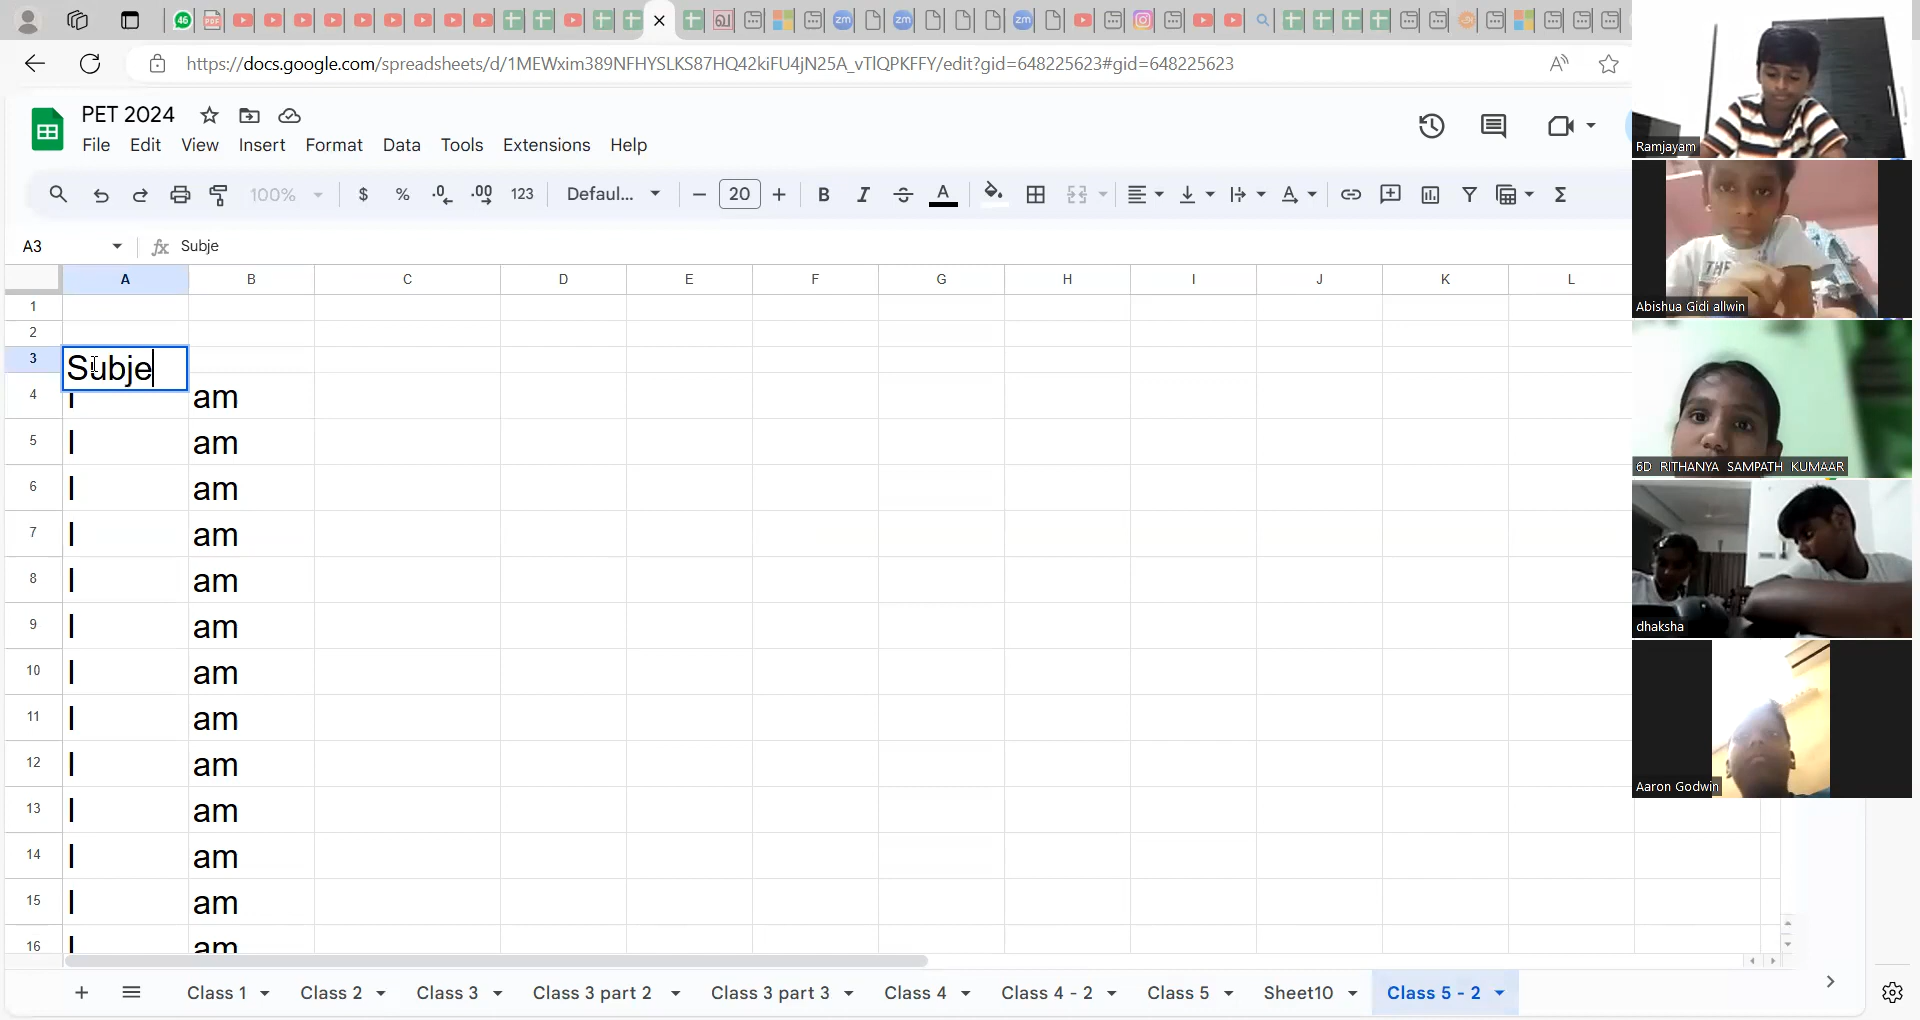 46
https://docs.google.com/spreadsheets/d/1MEWxim389NFHYSLKS87HQ42kiFU4jN25A_vTlQPKFFY/edit?gid=648225623#gid=648225623
PET 2024
File Edit View Insert Format Data Tools Extensions Help
100% $ % .0 .00 123 Defaul... 20 B I A Σ
A3 fx Subje
A B C D E F G H I J K L
1
2
3 Subje
4 I am
5 I am
6 I am
7 I am
8 I am
9 I am
10 I am
11 I am
12 I am
13 I am
14 I am
15 I am
16 I am
Class 1 Class 2 Class 3 Class 3 part 2 Class 3 part 3 Class 4 Class 4 - 2 Class 5 Sheet10 Class 5 - 2
Ramjayam
THE
Abishua Gidi allwin
6D RITHANYA SAMPATH KUMAAR
dhaksha
Aaron Godwin